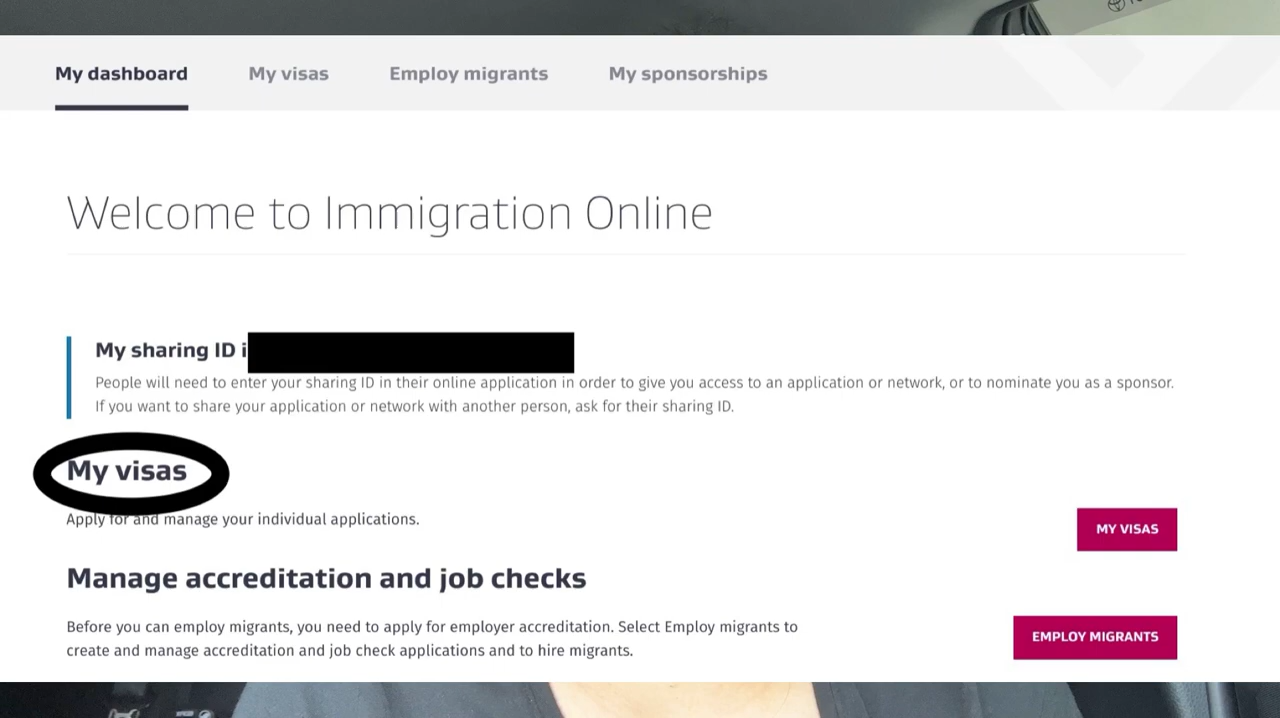 My dashboard My visas Employ migrants My sponsorships
Welcome to Immigration Online
My sharing ID i
People will need to enter your sharing ID in their online application in order to give you access to an application or network, or to nominate you as a sponsor.
If you want to share your application or network with another person, ask for their sharing ID.
My visas
Apply for and manage your individual applications.
MY VISAS
Manage accreditation and job checks
Before you can employ migrants, you need to apply for employer accreditation. Select Employ migrants to
create and manage accreditation and job check applications and to hire migrants.
EMPLOY MIGRANTS